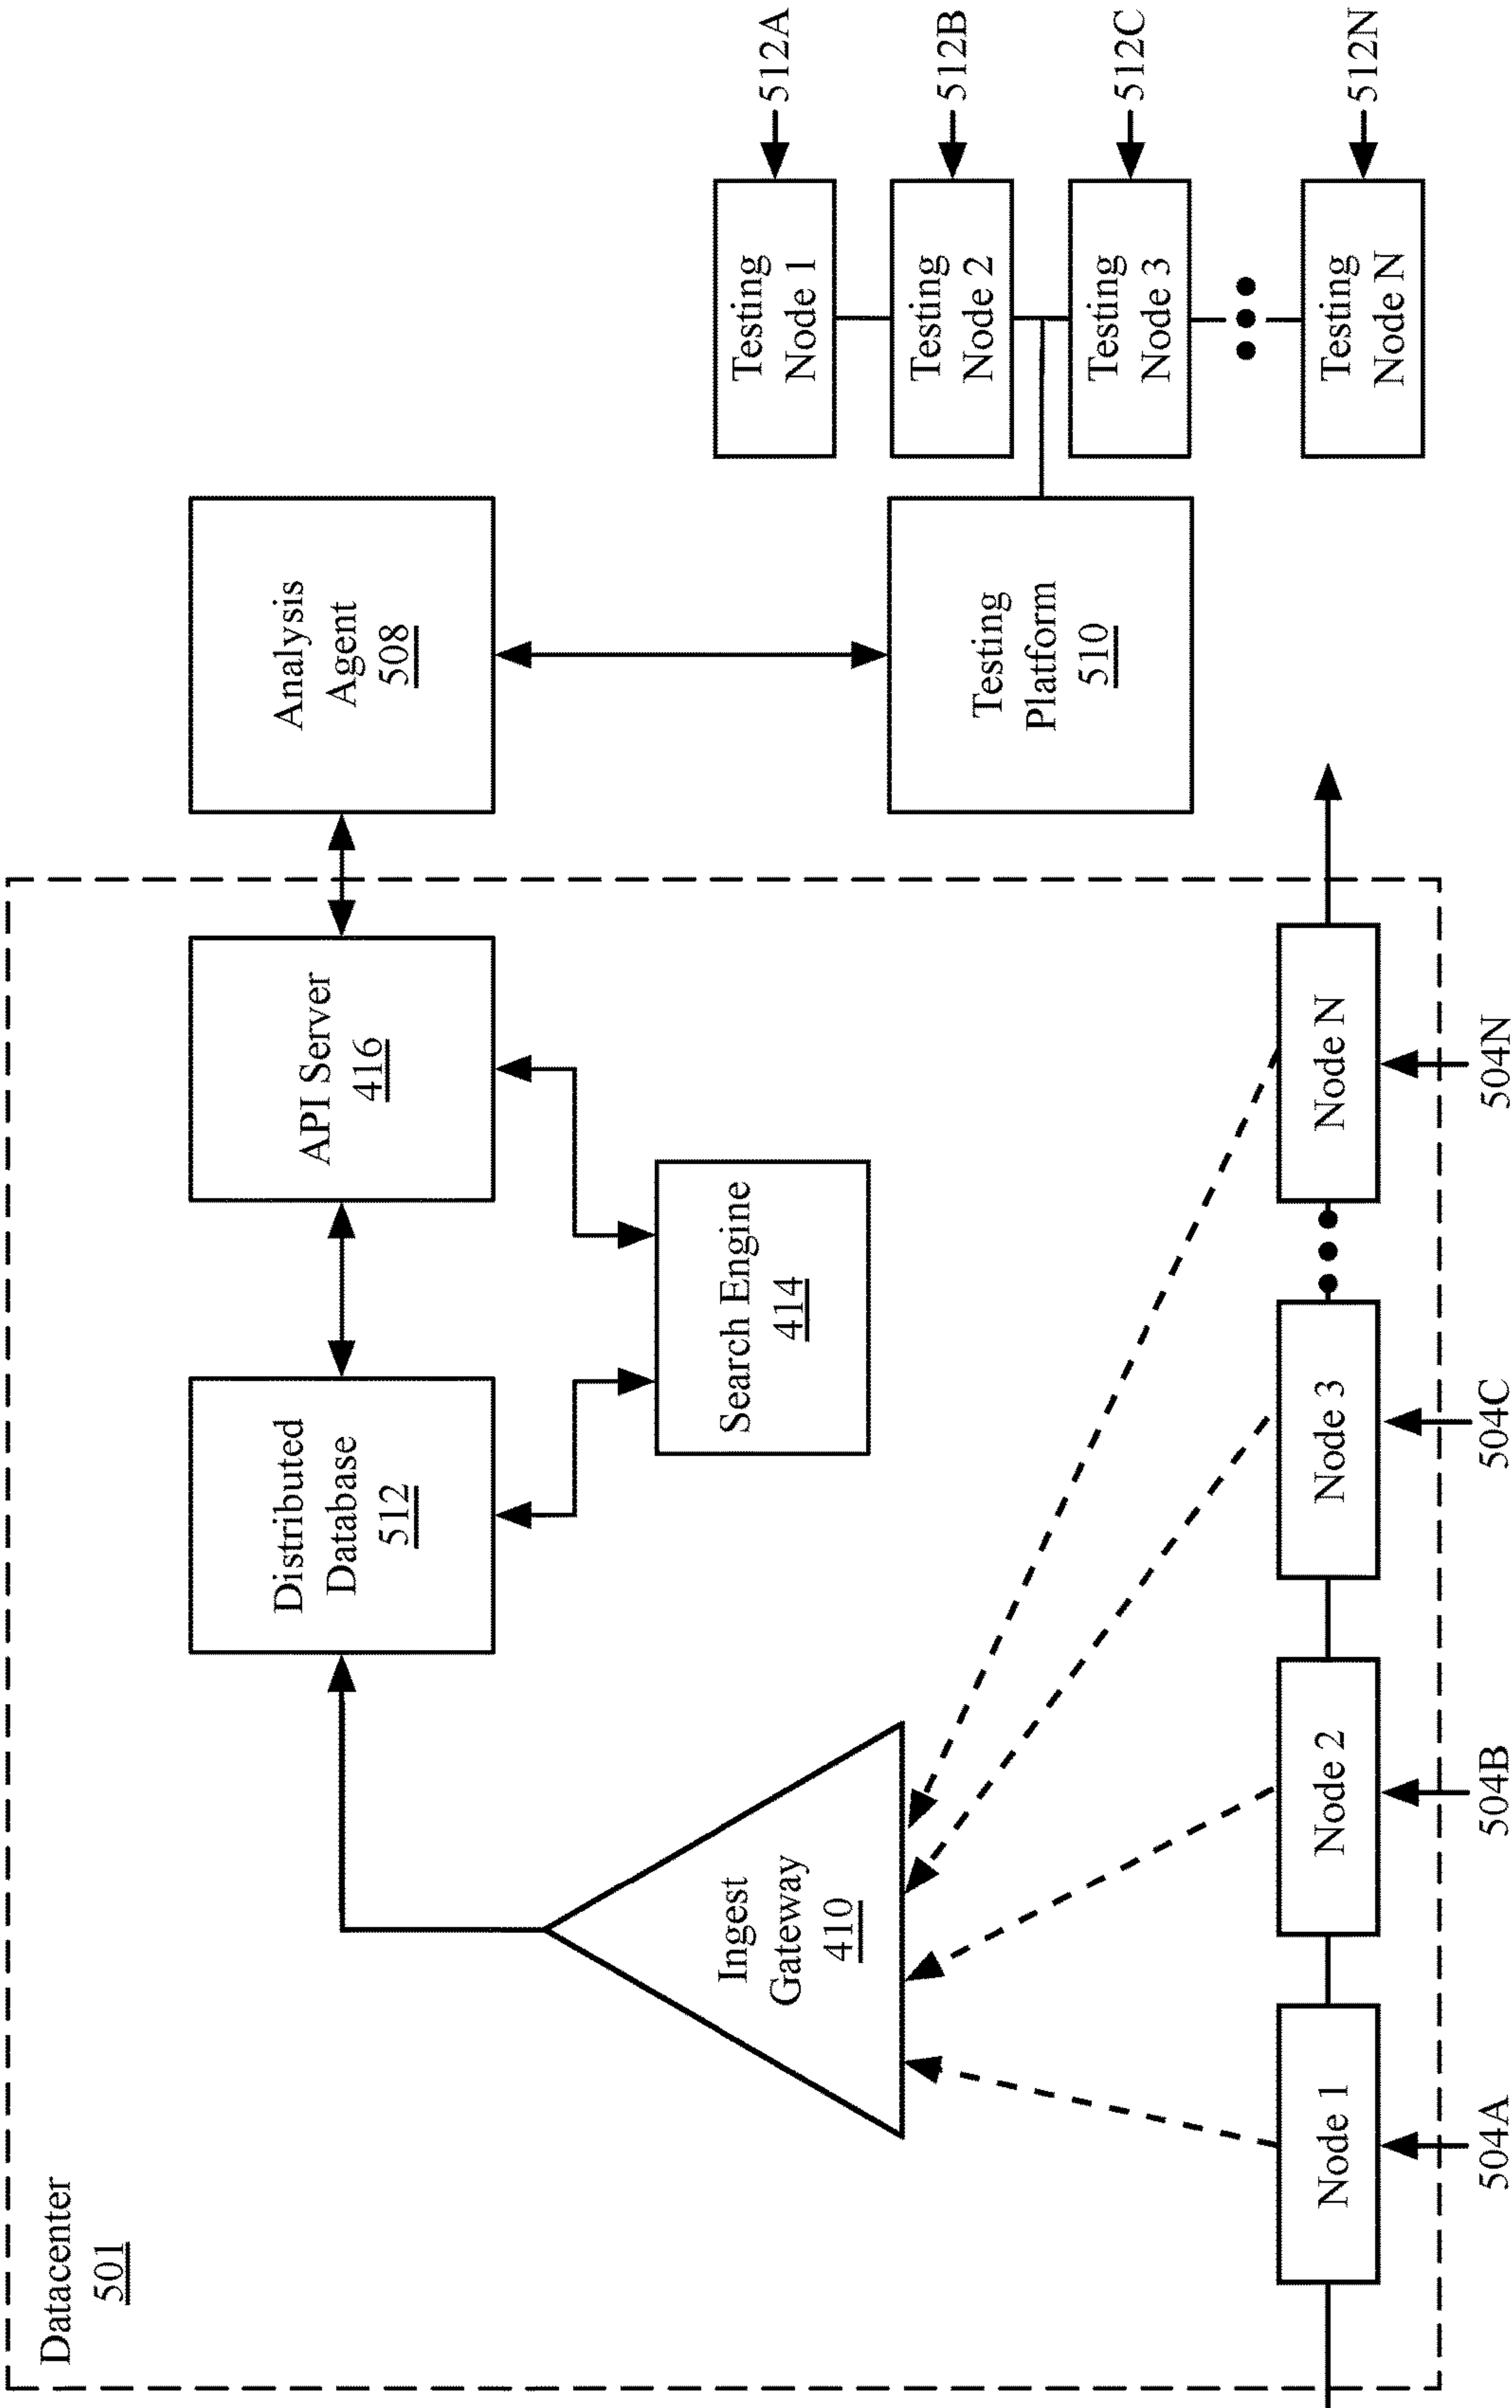 Datacenter
501
Distributed
Database
512
API Server
416
Analysis
Agent
508
Search Engine
414
Ingest
Gateway
410
Testing
Platform
510
Testing
Node 1
512A
Testing
Node 2
512B
Testing
Node 3
512C
Testing
Node N
512N
Node 1
Node 2
Node 3
Node N
504A
504B
504C
504N